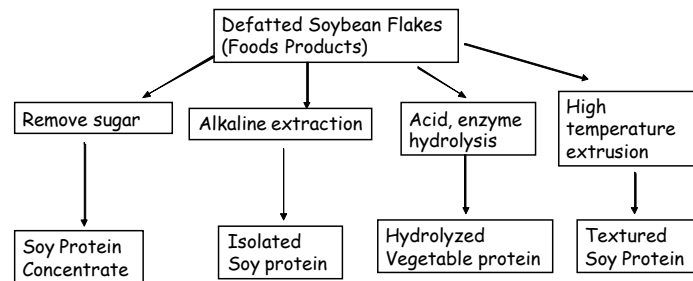 Defatted Soybean Flakes
(Foods Products)
Remove sugar
Alkaline extraction
Acid, enzyme
hydrolysis
High
temperature
extrusion
Soy Protein
Concentrate
Isolated
Soy protein
Hydrolyzed
Vegetable protein
Textured
Soy Protein